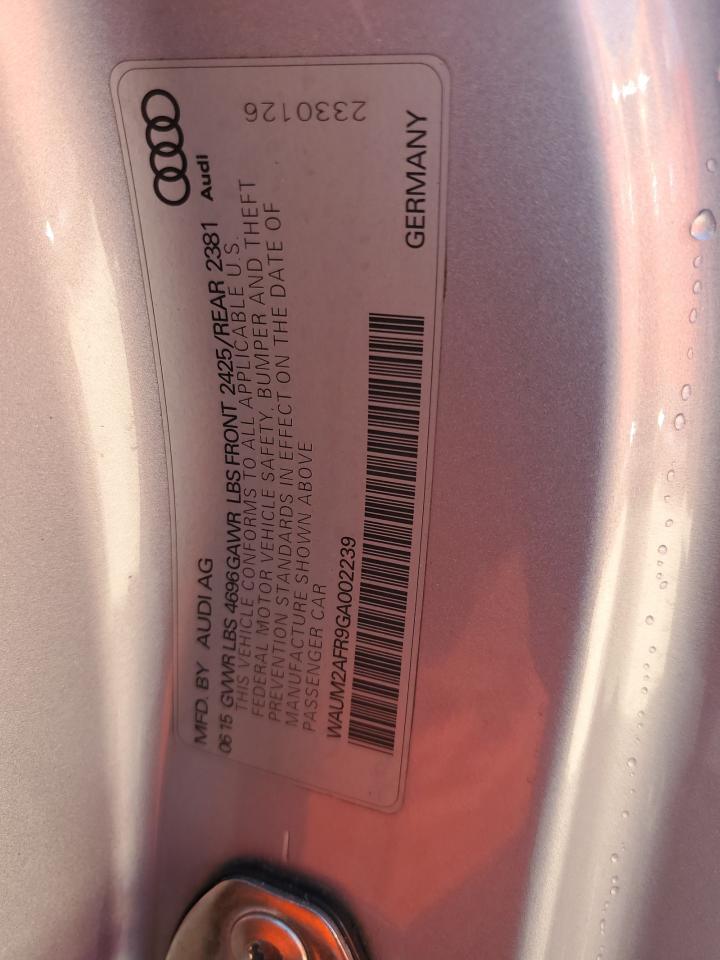 Audi
2330126
MFD. BY AUDI AG
06 15 GVWR LBS 4696 GAWR LBS FRONT 2425/REAR 2381
THIS VEHICLE CONFORMS TO ALL APPLICABLE U.S.
FEDERAL MOTOR VEHICLE SAFETY, BUMPER AND THEFT
PREVENTION STANDARDS IN EFFECT ON THE DATE OF
MANUFACTURE SHOWN ABOVE
PASSENGER CAR
WAUM2AFR9GA002239
GERMANY